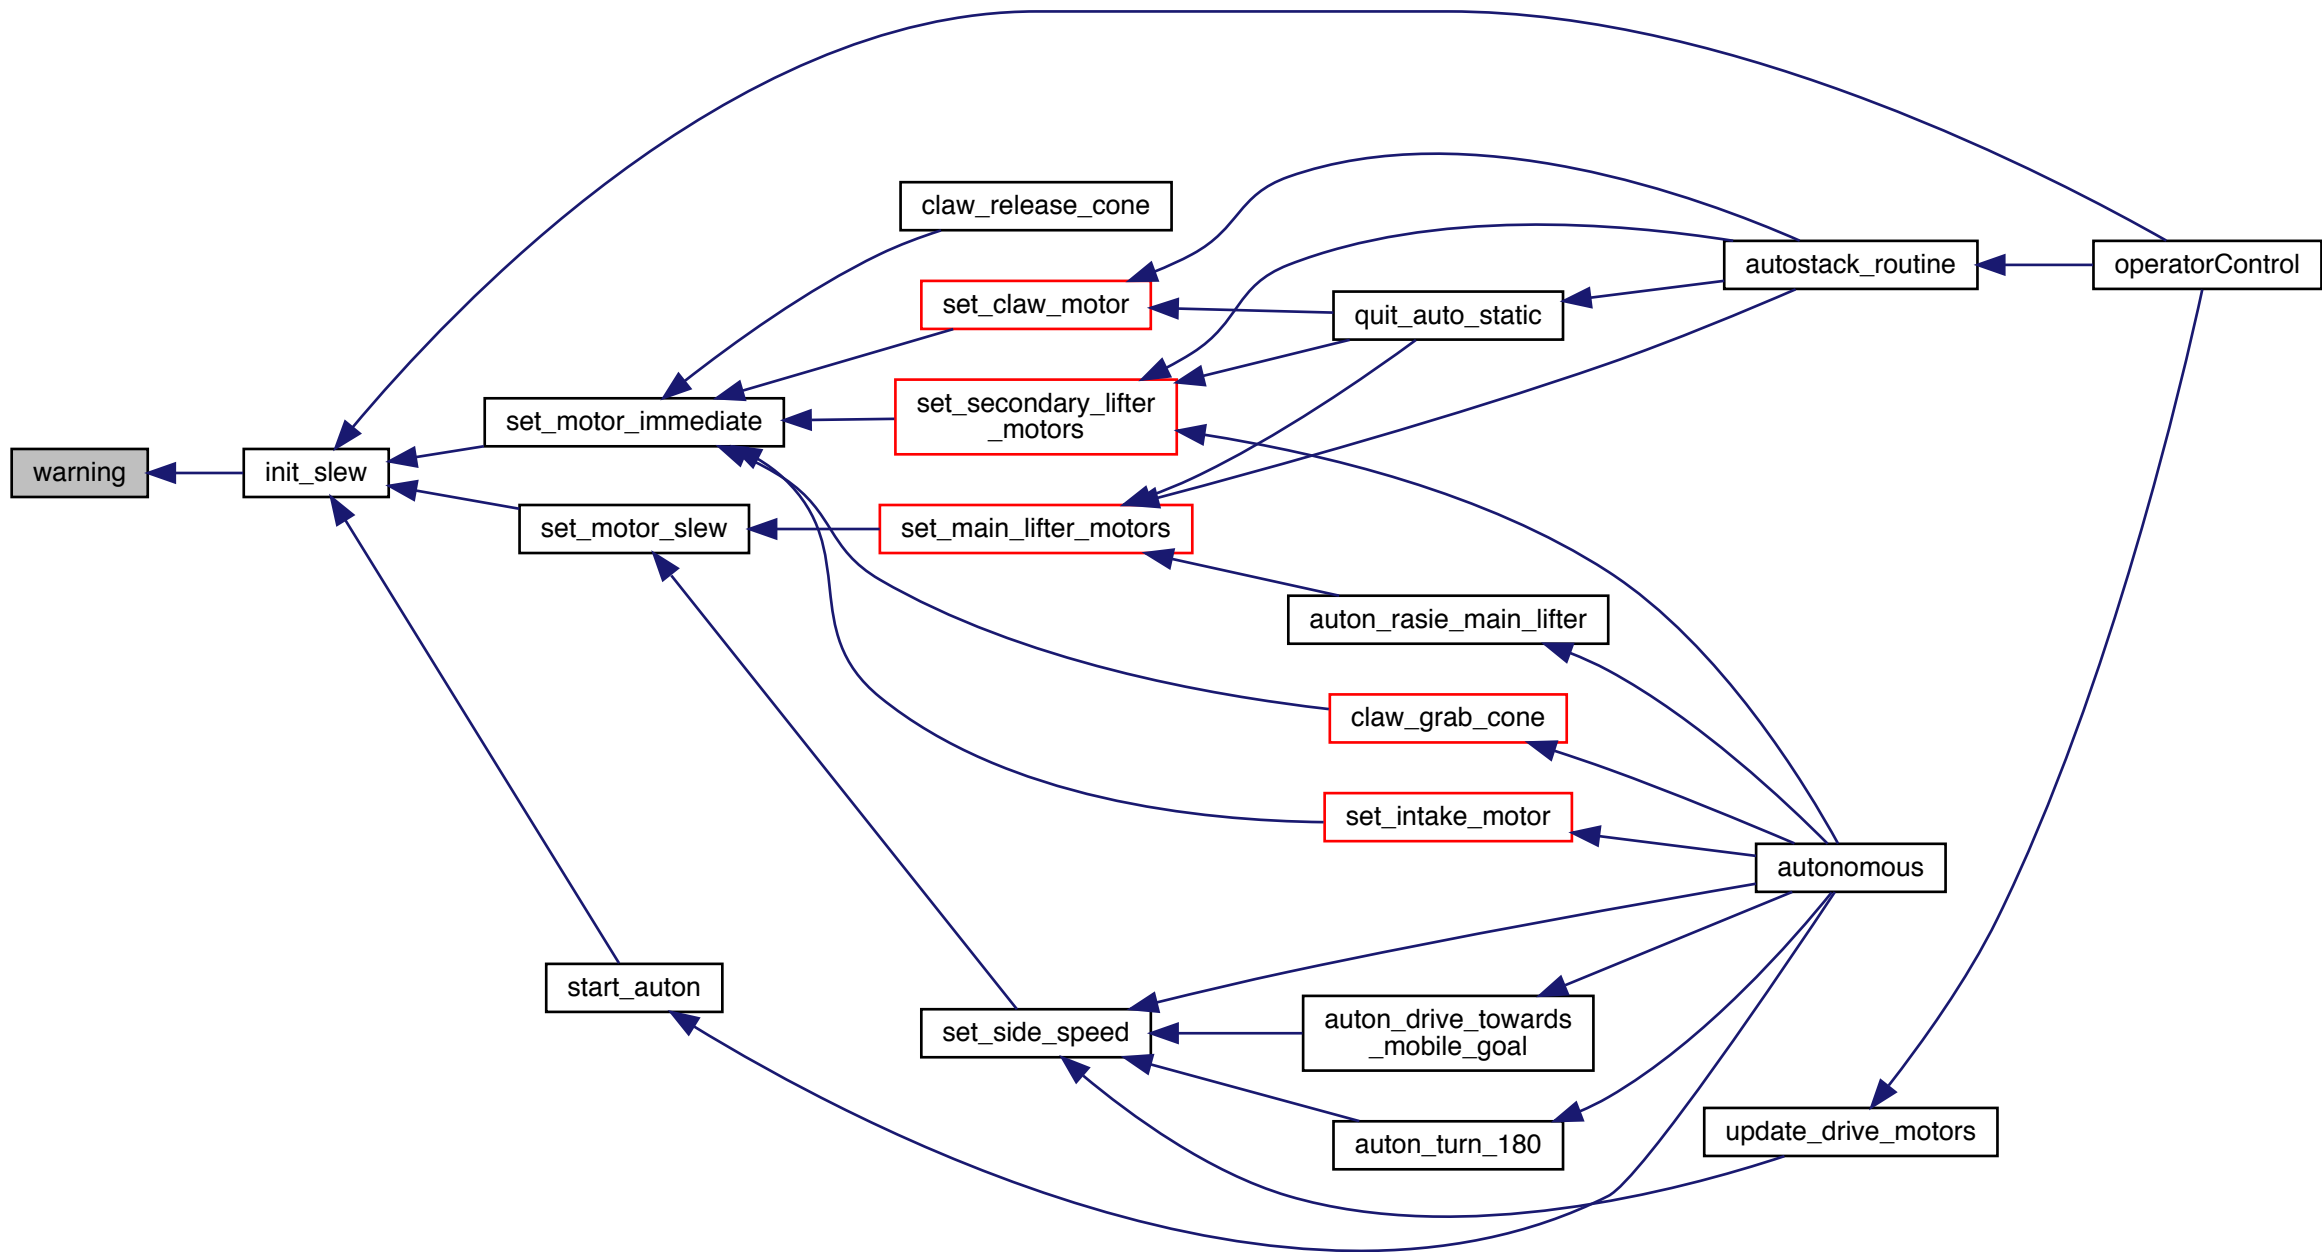 claw_release_cone
autostack_routine
operatorControl
set_claw_motor
quit_auto_static
set_secondary_lifter
_motors
set_motor_immediate
warning
init_slew
set_motor_slew
set_main_lifter_motors
auton_rasie_main_lifter
claw_grab_cone
set_intake_motor
autonomous
start_auton
set_side_speed
auton_drive_towards
_mobile_goal
auton_turn_180
update_drive_motors